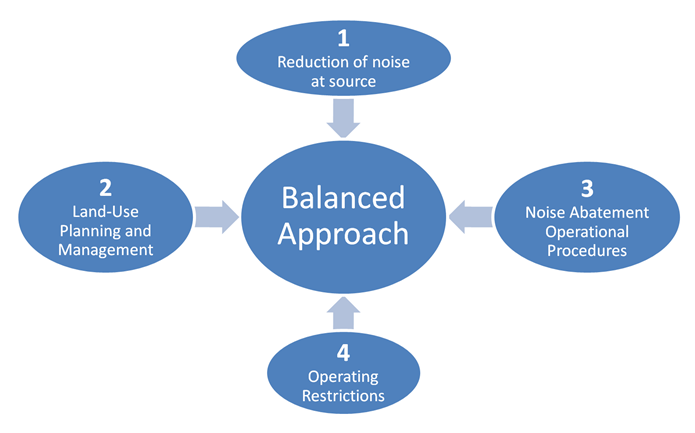 1
Reduction of noise
at source
2
Land-Use
Planning and
Management
Balanced
Approach
3
Noise Abatement
Operational
Procedures
4
Operating
Restrictions